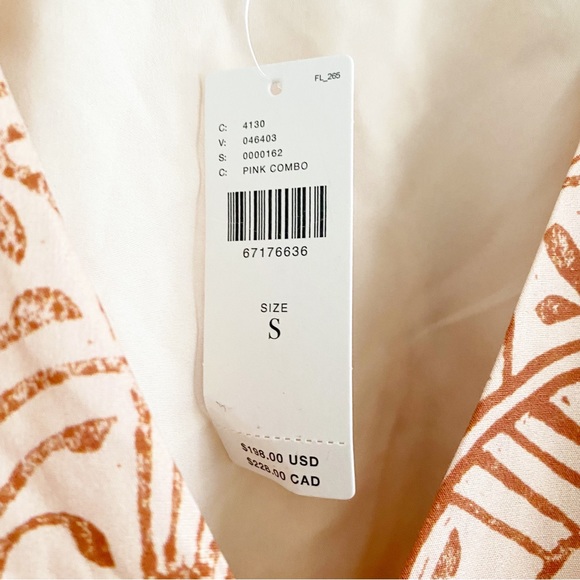 FL_265
C: 4130
V: 046403
S: 0000162
C: PINK COMBO
67176636
SIZE
S
$198.00 USD
$228.00 CAD